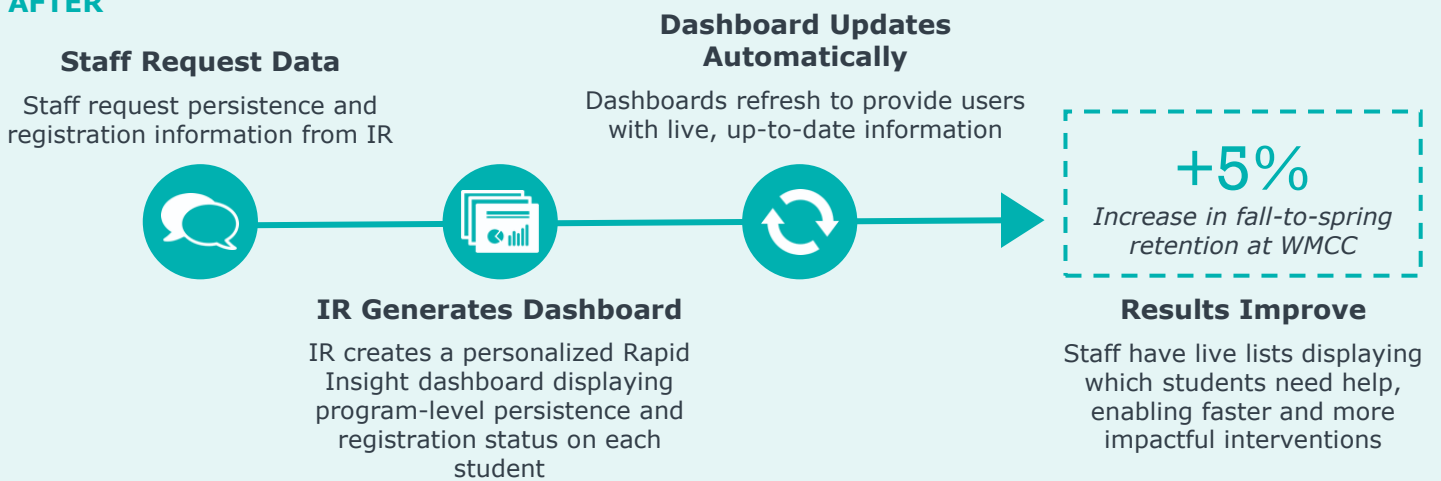 AFTER
Staff Request Data
Staff request persistence and
registration information from IR
IR Generates Dashboard
IR creates a personalized Rapid
Insight dashboard displaying
program-level persistence and
registration status on each
student
Dashboard Updates
Automatically
Dashboards refresh to provide users
with live, up-to-date information
+5%
Increase in fall-to-spring
retention at WMCC
Results Improve
Staff have live lists displaying
which students need help,
enabling faster and more
impactful interventions